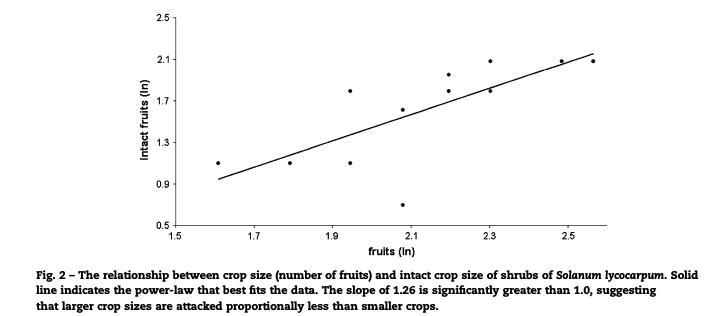 2.5
2.1
1.7
1.3
0.9
0.5
Intact fruits (ln)
1.5 1.7 1.9 2.1 2.3 2.5
fruits (ln)
Fig. 2 – The relationship between crop size (number of fruits) and intact crop size of shrubs of Solanum lycocarpum. Solid
line indicates the power-law that best fits the data. The slope of 1.26 is significantly greater than 1.0, suggesting
that larger crop sizes are attacked proportionally less than smaller crops.